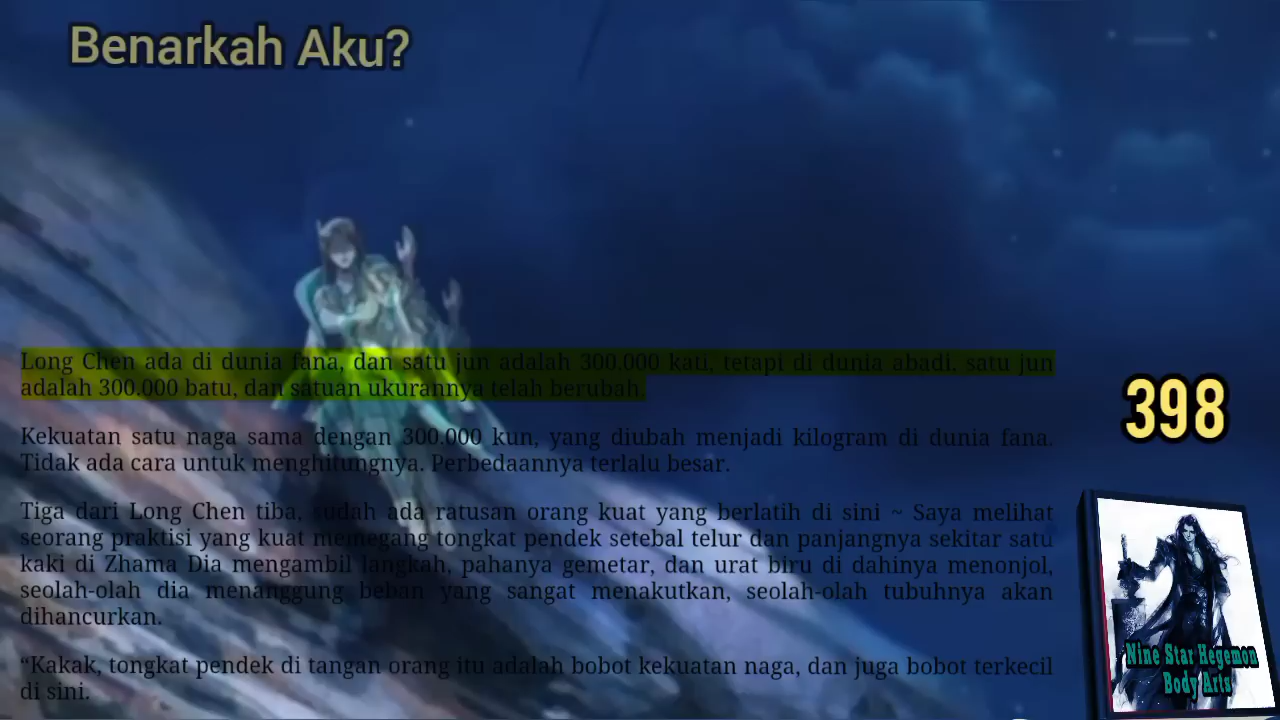 Benarkah Aku?
Long Chen ada di dunia fana, dan satu jun adalah 300.000 kati, tetapi di dunia abadi, satu jun
adalah 300.000 batu, dan satuan ukurannya telah berubah.
Kekuatan satu naga sama dengan 300.000 kun, yang diubah menjadi kilogram di dunia fana.
Tidak ada cara untuk menghitungnya. Perbedaannya terlalu besar.
Tiga dari Long Chen tiba, sudah ada ratusan orang kuat yang berlatih di sini ~ Saya melihat
seorang praktisi yang kuat memegang tongkat pendek setebal telur dan panjangnya sekitar satu
kaki di Zhama Dia mengambil langkah, pahanya gemetar, dan urat biru di dahinya menonjol,
seolah-olah dia menanggung beban yang sangat menakutkan, seolah-olah tubuhnya akan
dihancurkan.
“Kakak, tongkat pendek di tangan orang itu adalah bobot kekuatan naga, dan juga bobot terkecil
di sini.
398
Nine Star Hegemon
Body Arts